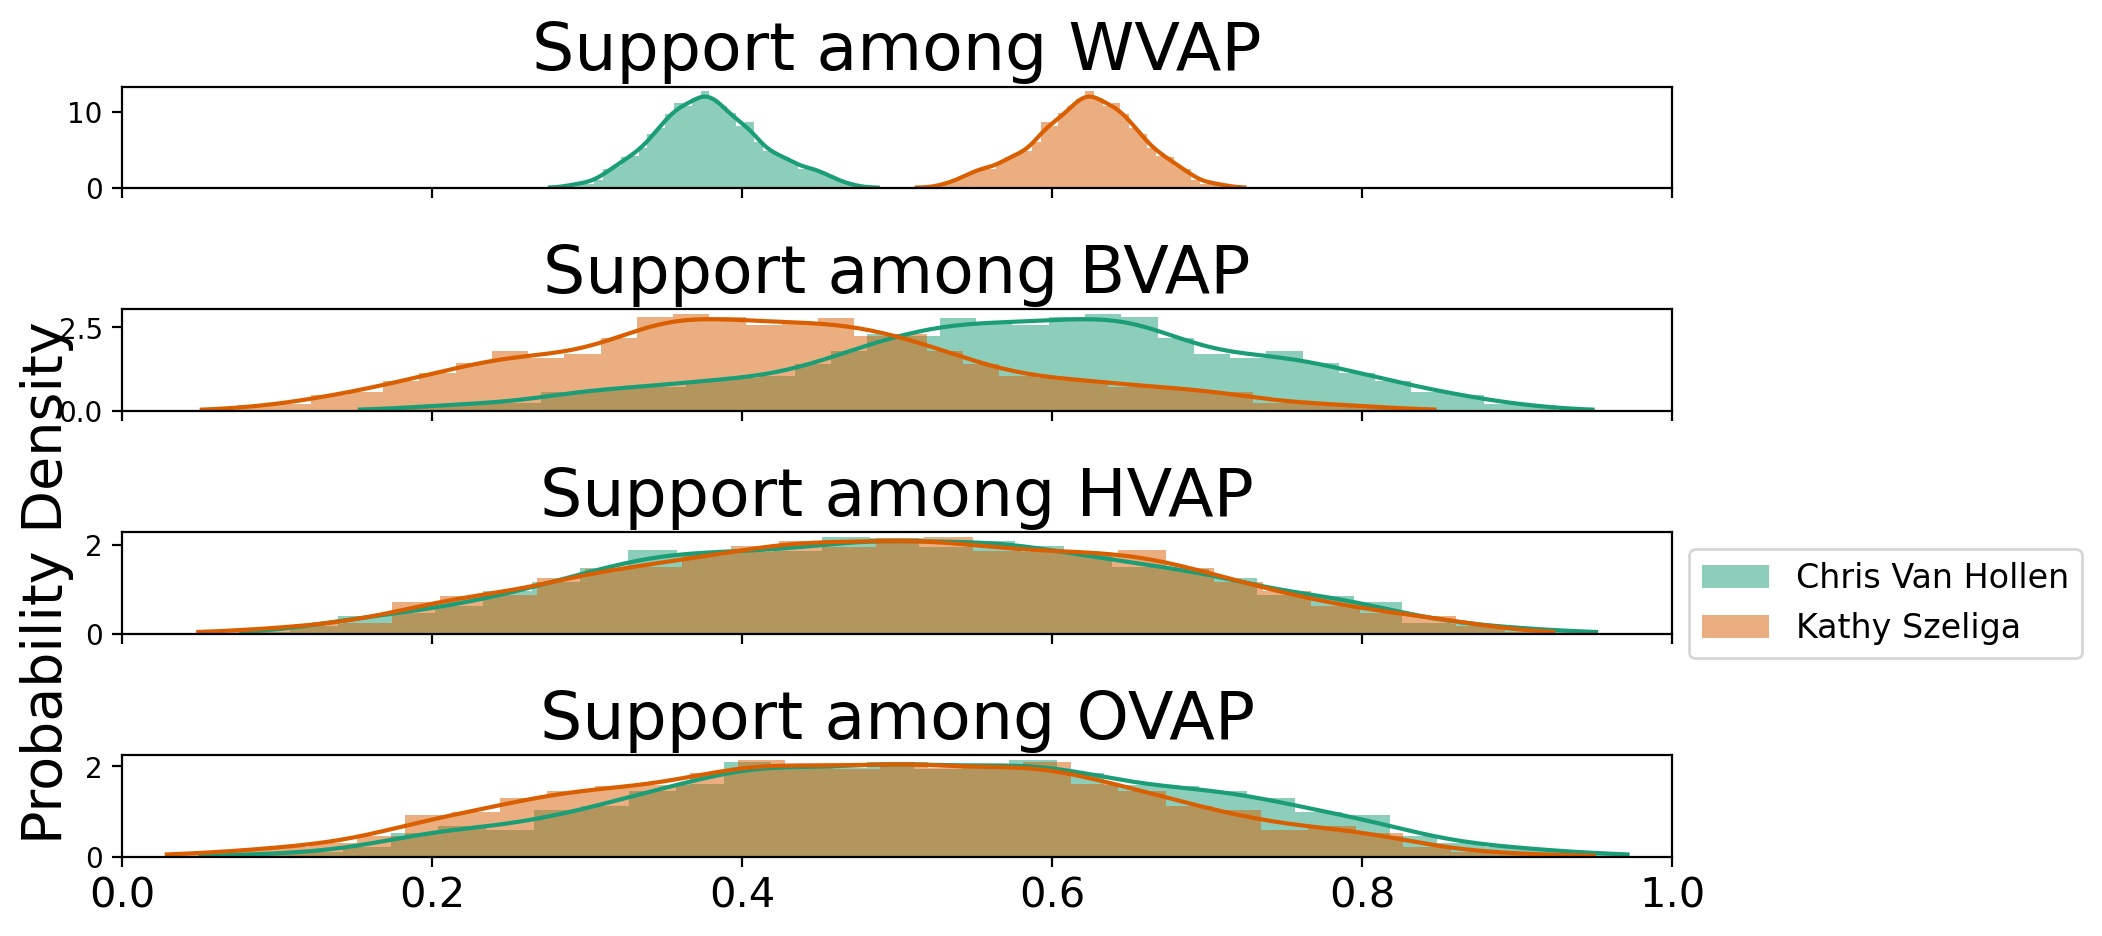 Support among WVAP
10
0
Support among BVAP
2.5
0.0
Support among HVAP
2
0
Support among OVAP
2
0
0.0 0.2 0.4 0.6 0.8 1.0
Probability Density
Chris Van Hollen
Kathy Szeliga